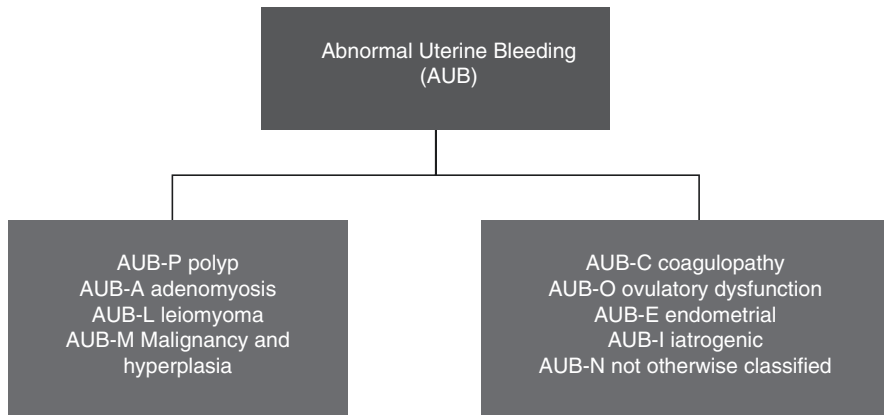 Abnormal Uterine Bleeding
(AUB)
AUB-P polyp
AUB-A adenomyosis
AUB-L leiomyoma
AUB-M Malignancy and
hyperplasia
AUB-C coagulopathy
AUB-O ovulatory dysfunction
AUB-E endometrial
AUB-I iatrogenic
AUB-N not otherwise classified